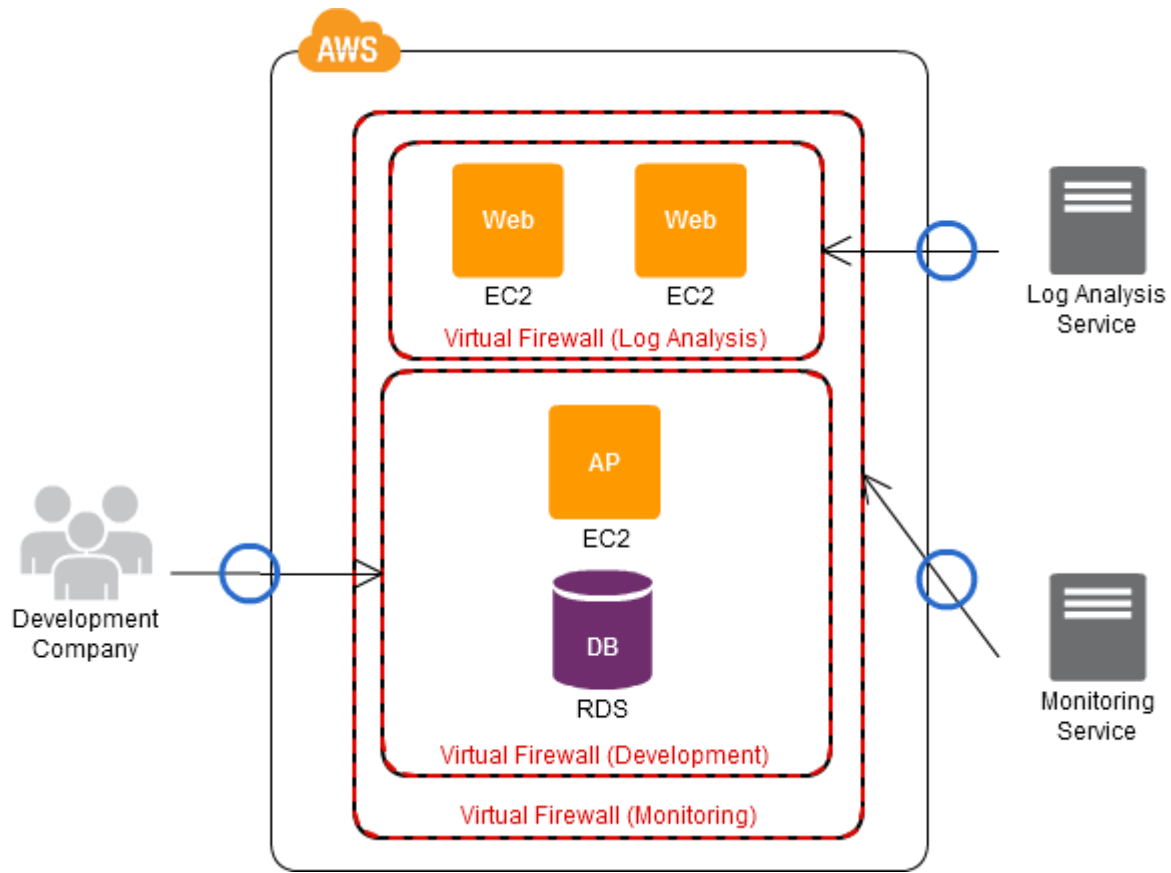 AWS
Web
Web
EC2
EC2
Virtual Firewall (Log Analysis)
Log Analysis
Service
AP
EC2
DB
RDS
Virtual Firewall (Development)
Virtual Firewall (Monitoring)
Development
Company
Monitoring
Service